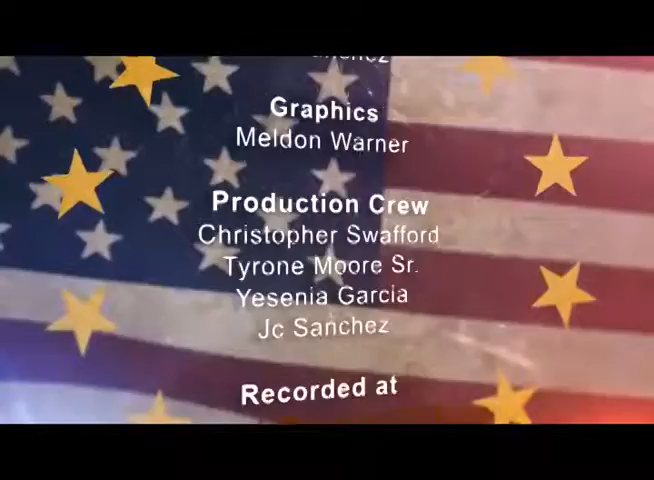 Graphics
Meldon Warner
Production Crew
Christopher Swafford
Tyrone Moore Sr.
Yesenia Garcia
Jc Sanchez
Recorded at